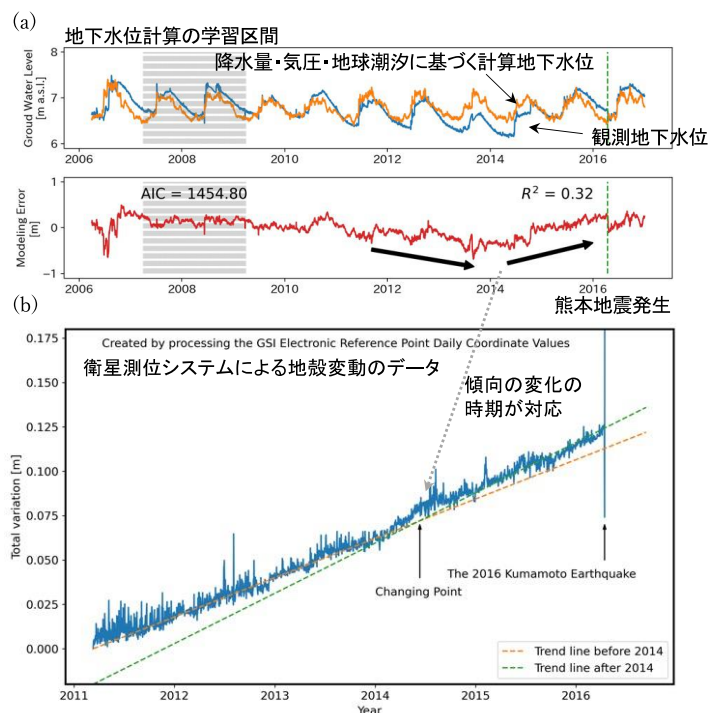 (a)
地下水位計算の学習区間
Groud Water Level
[m a.s.l.]
8
7
6
降水量・気圧・地球潮汐に基づく計算地下水位
観測地下水位
2006
2008
2010
2012
2014
2016
Modeling Error
[m]
1
0
−1
AIC = 1454.80
R² = 0.32
2006
2008
2010
2012
2014
2016
(b)
熊本地震発生
Created by processing the GSI Electronic Reference Point Daily Coordinate Values
衛星測位システムによる地殻変動のデータ
傾向の変化の
時期が対応
Total variation [m]
0.175
0.150
0.125
0.100
0.075
0.050
0.025
0.000
The 2016 Kumamoto Earthquake
Changing Point
Trend line before 2014
Trend line after 2014
2011
2012
2013
2014
2015
2016
Year